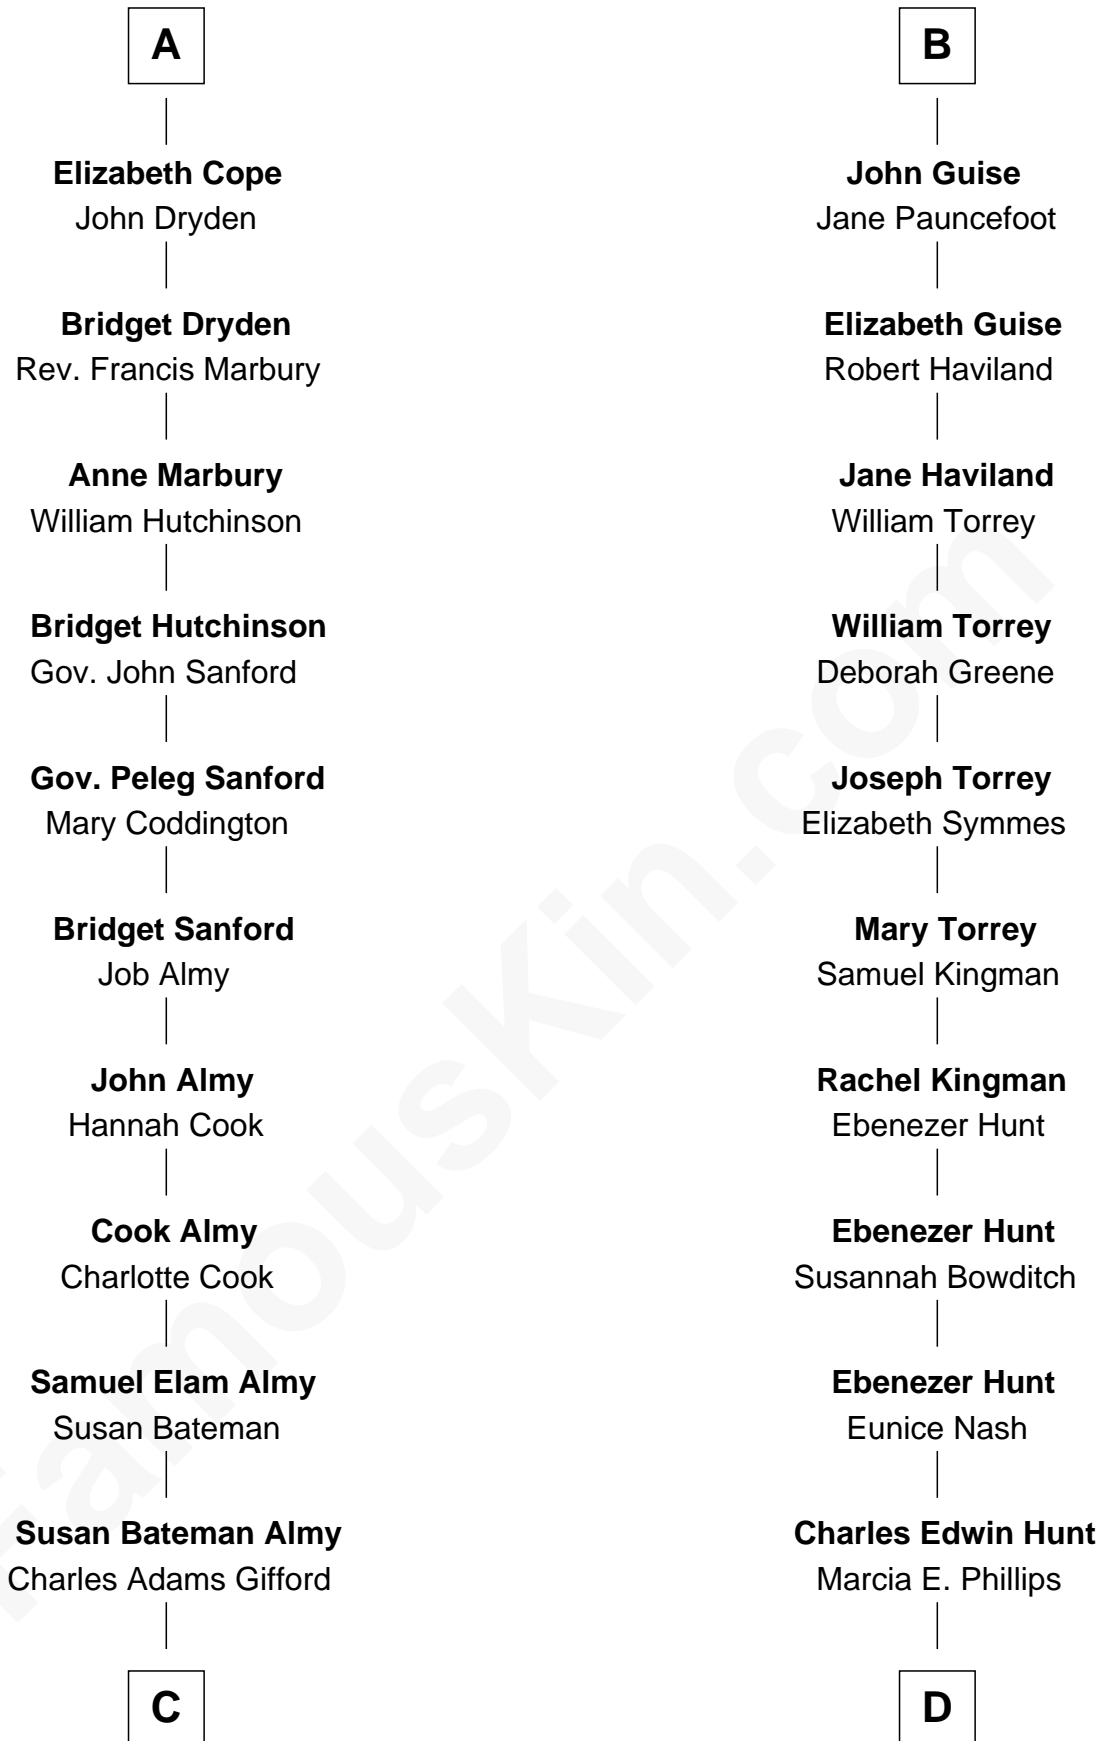 A
Elizabeth Cope
John Dryden
Bridget Dryden
Rev. Francis Marbury
Anne Marbury
William Hutchinson
Bridget Hutchinson
Gov. John Sanford
Gov. Peleg Sanford
Mary Coddington
Bridget Sanford
Job Almy
John Almy
Hannah Cook
Cook Almy
Charlotte Cook
Samuel Elam Almy
Susan Bateman
Susan Bateman Almy
Charles Adams Gifford
C
B
John Guise
Jane Pauncefoot
Elizabeth Guise
Robert Haviland
Jane Haviland
William Torrey
William Torrey
Deborah Greene
Joseph Torrey
Elizabeth Symmes
Mary Torrey
Samuel Kingman
Rachel Kingman
Ebenezer Hunt
Ebenezer Hunt
Susannah Bowditch
Ebenezer Hunt
Eunice Nash
Charles Edwin Hunt
Marcia E. Phillips
D
FamousKin.com